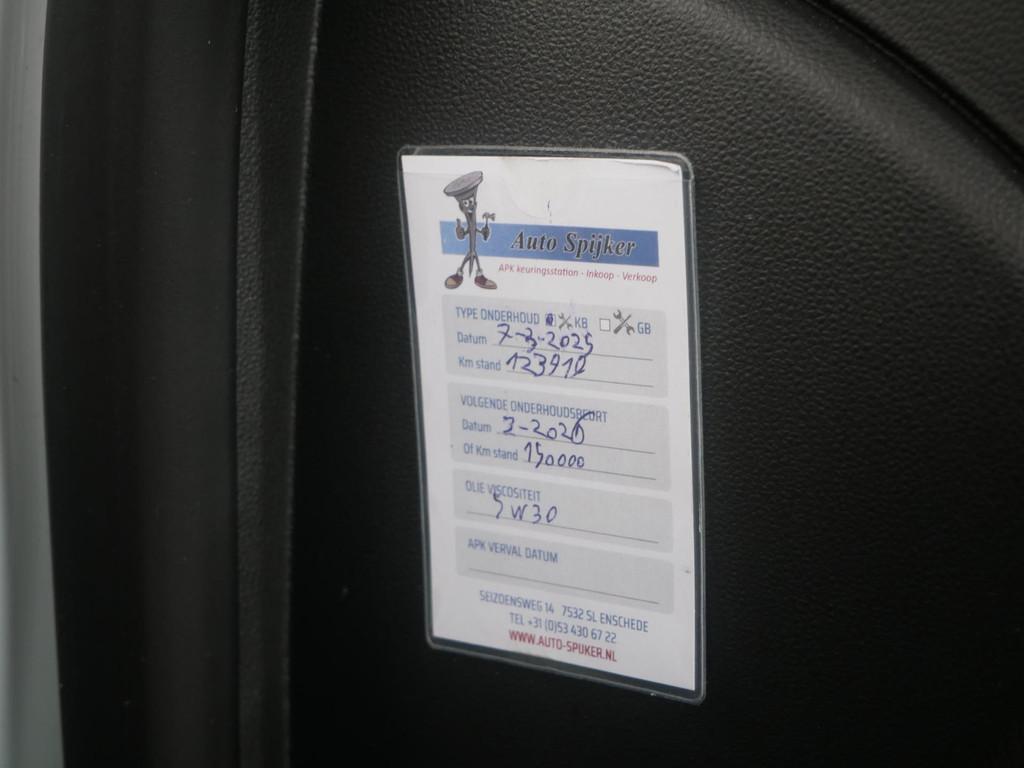 Auto Spijker
APK keuringsstation - Inkoop - Verkoop
TYPE ONDERHOUD KB GB
Datum 7-3-2025
Km stand 123912
VOLGENDE ONDERHOUDSBEURT
Datum 3-2026
Of Km stand 150000
OLIE VISCOSITEIT
5W30
APK VERVAL DATUM
SEIZOENSWEG 14 7532 SL ENSCHEDE
TEL +31 (0)53 430 67 22
WWW.AUTO-SPIJKER.NL